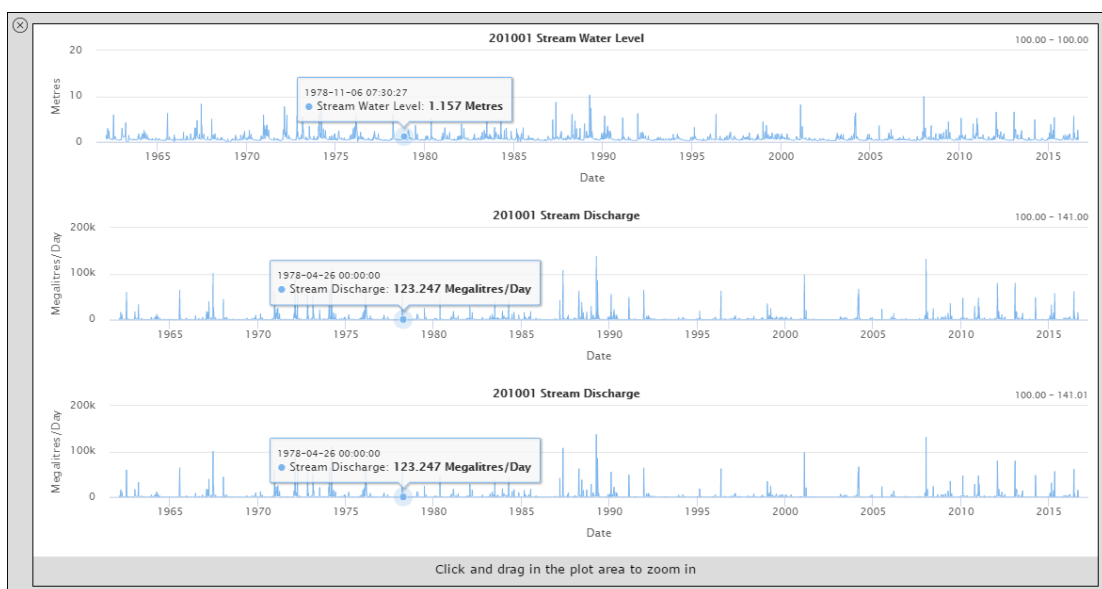 201001 Stream Water Level
100.00 – 100.00
20
10
0
Metres
1978-11-06 07:30:27
Stream Water Level: 1.157 Metres
1965 1970 1975 1980 1985 1990 1995 2000 2005 2010 2015
Date
201001 Stream Discharge
100.00 – 141.00
200k
100k
0
Megalitres/Day
1978-04-26 00:00:00
Stream Discharge: 123.247 Megalitres/Day
1965 1970 1975 1980 1985 1990 1995 2000 2005 2010 2015
Date
201001 Stream Discharge
100.00 – 141.01
200k
100k
0
Megalitres/Day
1978-04-26 00:00:00
Stream Discharge: 123.247 Megalitres/Day
1965 1970 1975 1980 1985 1990 1995 2000 2005 2010 2015
Date
Click and drag in the plot area to zoom in